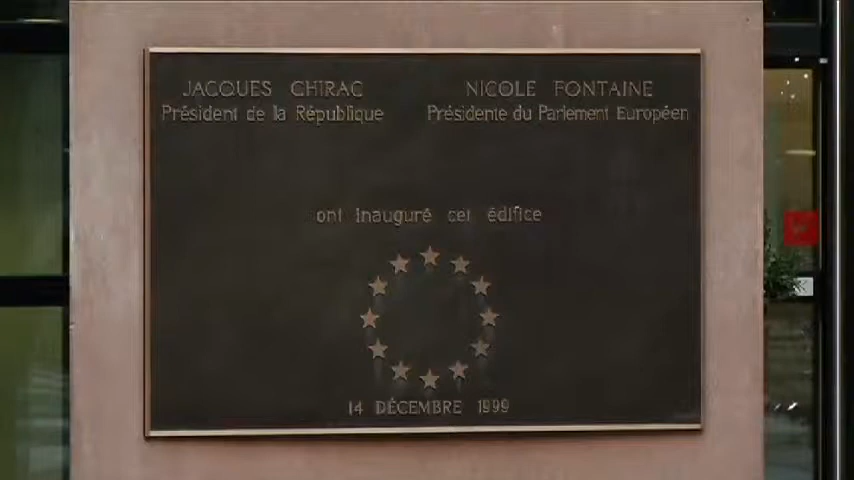 JACQUES CHIRAC
Président de la République
NICOLE FONTAINE
Présidente du Parlement Européen
ont inauguré cet édifice
14 DÉCEMBRE 1999